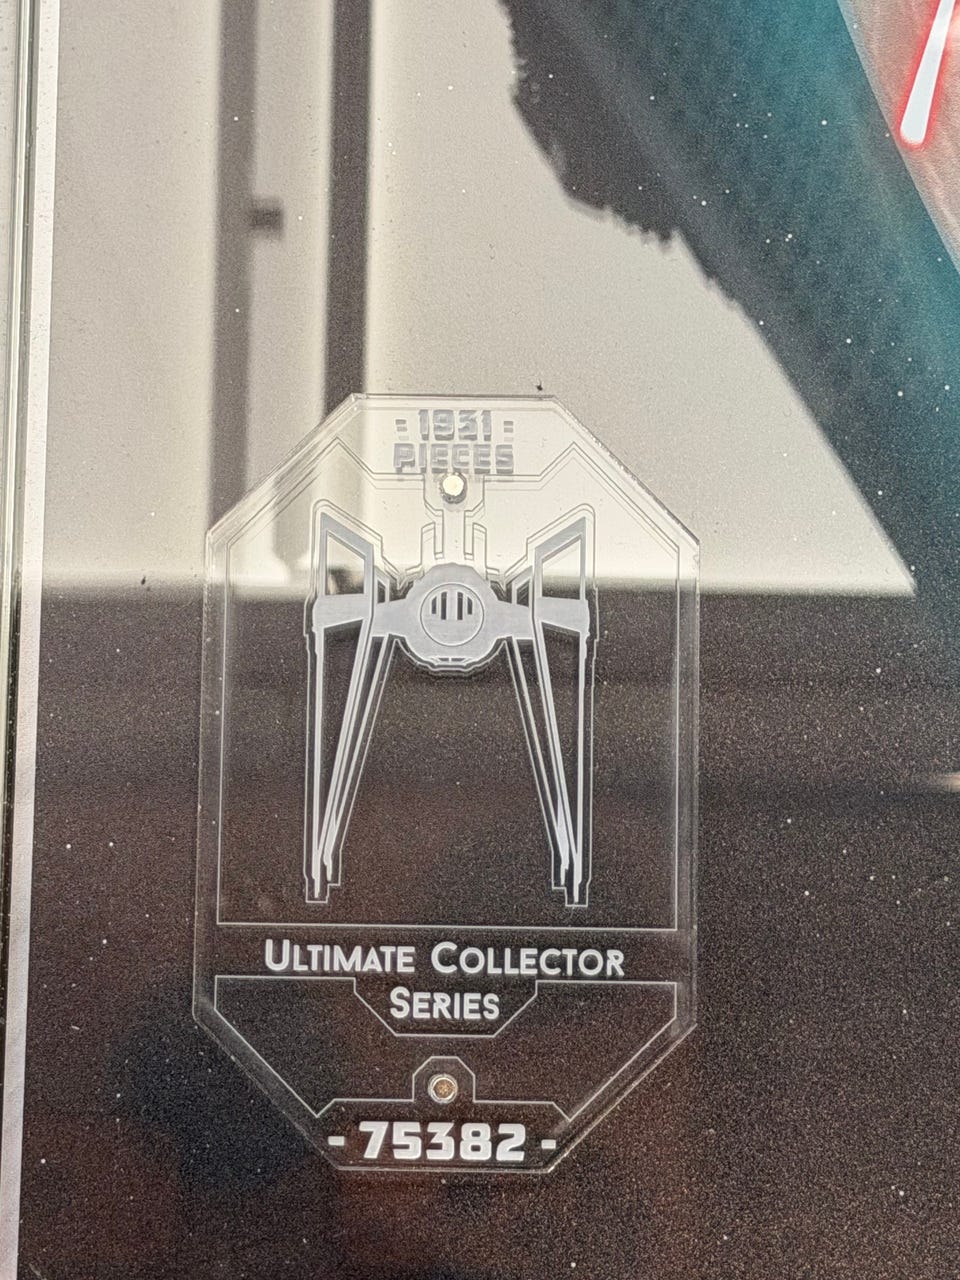 - 1931 -
PIECES
ULTIMATE COLLECTOR
SERIES
- 75382 -